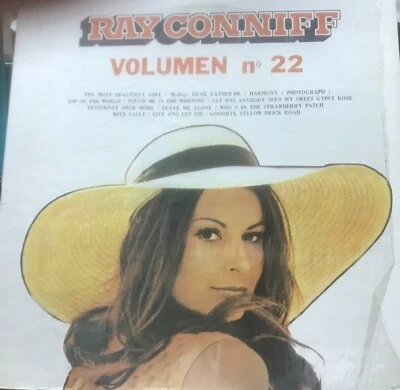 RAY CONNIFF
VOLUMEN nº 22
THE MOST BEAUTIFUL GIRL / Medley: DEAR FATHER BE / HARMONY / PHOTOGRAPH /
TOP OF THE WORLD / TOUCH ME IN THE MORNING / SAY HAS ANYBODY SEEN MY SWEET GYPSY ROSE
YESTERDAY ONCE MORE / LEAVE ME ALONE / WHO'S IN THE STRAWBERRY PATCH
WITH SALLY / LIVE AND LET DIE / GOODBYE YELLOW BRICK ROAD